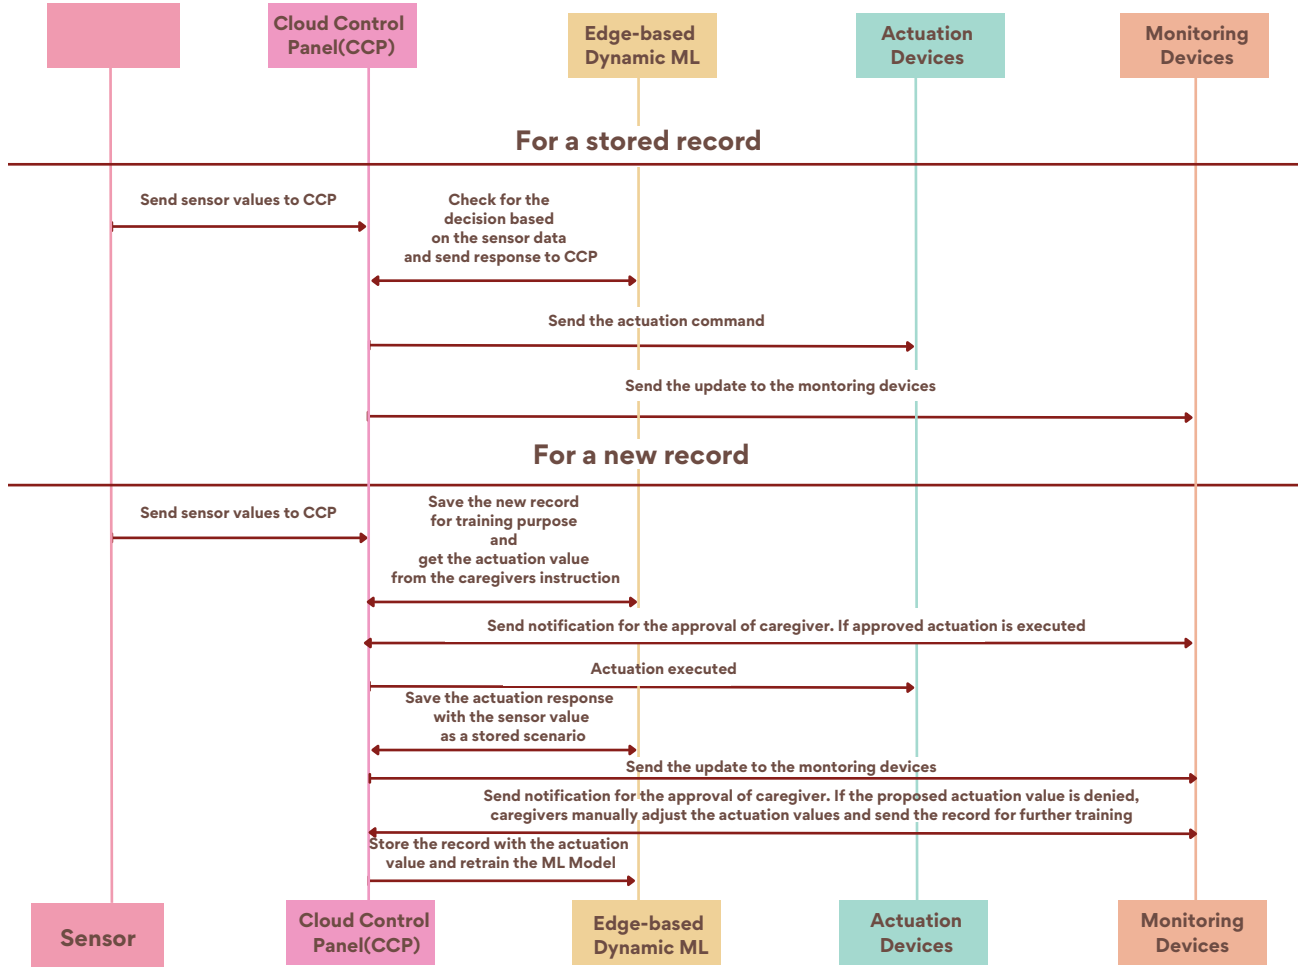 Cloud Control
Panel(CCP)
Edge-based
Dynamic ML
Actuation
Devices
Monitoring
Devices
For a stored record
Send sensor values to CCP
Check for the
decision based
on the sensor data
and send response to CCP
Send the actuation command
Send the update to the montoring devices
For a new record
Send sensor values to CCP
Save the new record
for training purpose
and
get the actuation value
from the caregivers instruction
Send notification for the approval of caregiver. If approved actuation is executed
Actuation executed
Save the actuation response
with the sensor value
as a stored scenario
Send the update to the montoring devices
Send notification for the approval of caregiver. If the proposed actuation value is denied,
caregivers manually adjust the actuation values and send the record for further training
Store the record with the actuation
value and retrain the ML Model
Sensor
Cloud Control
Panel(CCP)
Edge-based
Dynamic ML
Actuation
Devices
Monitoring
Devices